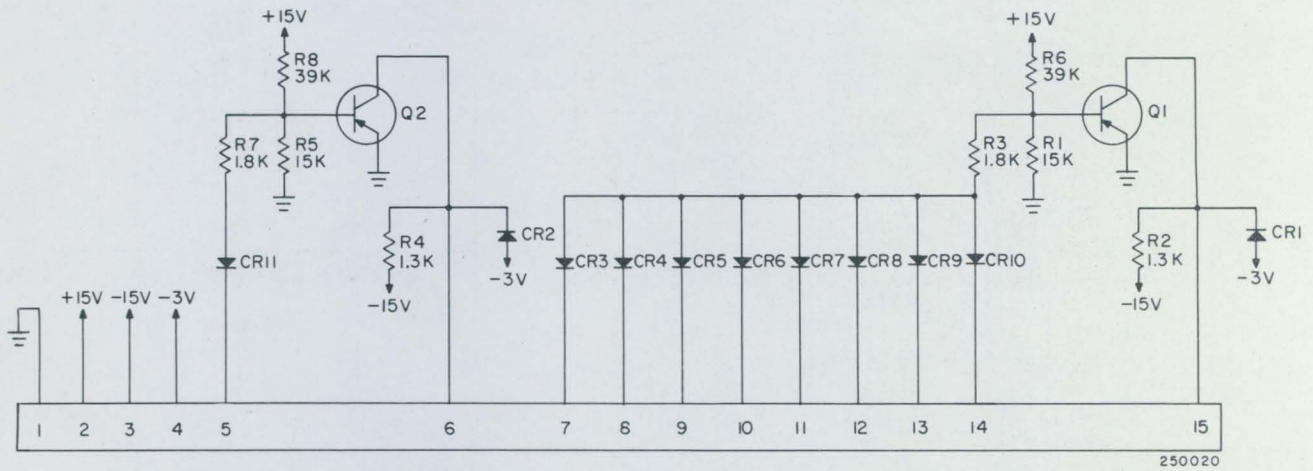 +15V
+15V
R8
39K
R6
39K
Q2
Q1
R7
1.8K
R5
15K
R3
1.8K
R1
15K
R4
1.3K
CR2
R2
1.3K
CR1
CR11
CR3
CR4
CR5
CR6
CR7
CR8
CR9
CR10
-3V
-3V
-15V
-15V
+15V
-15V
-3V
1 2 3 4 5 6 7 8 9 10 11 12 13 14 15
250020